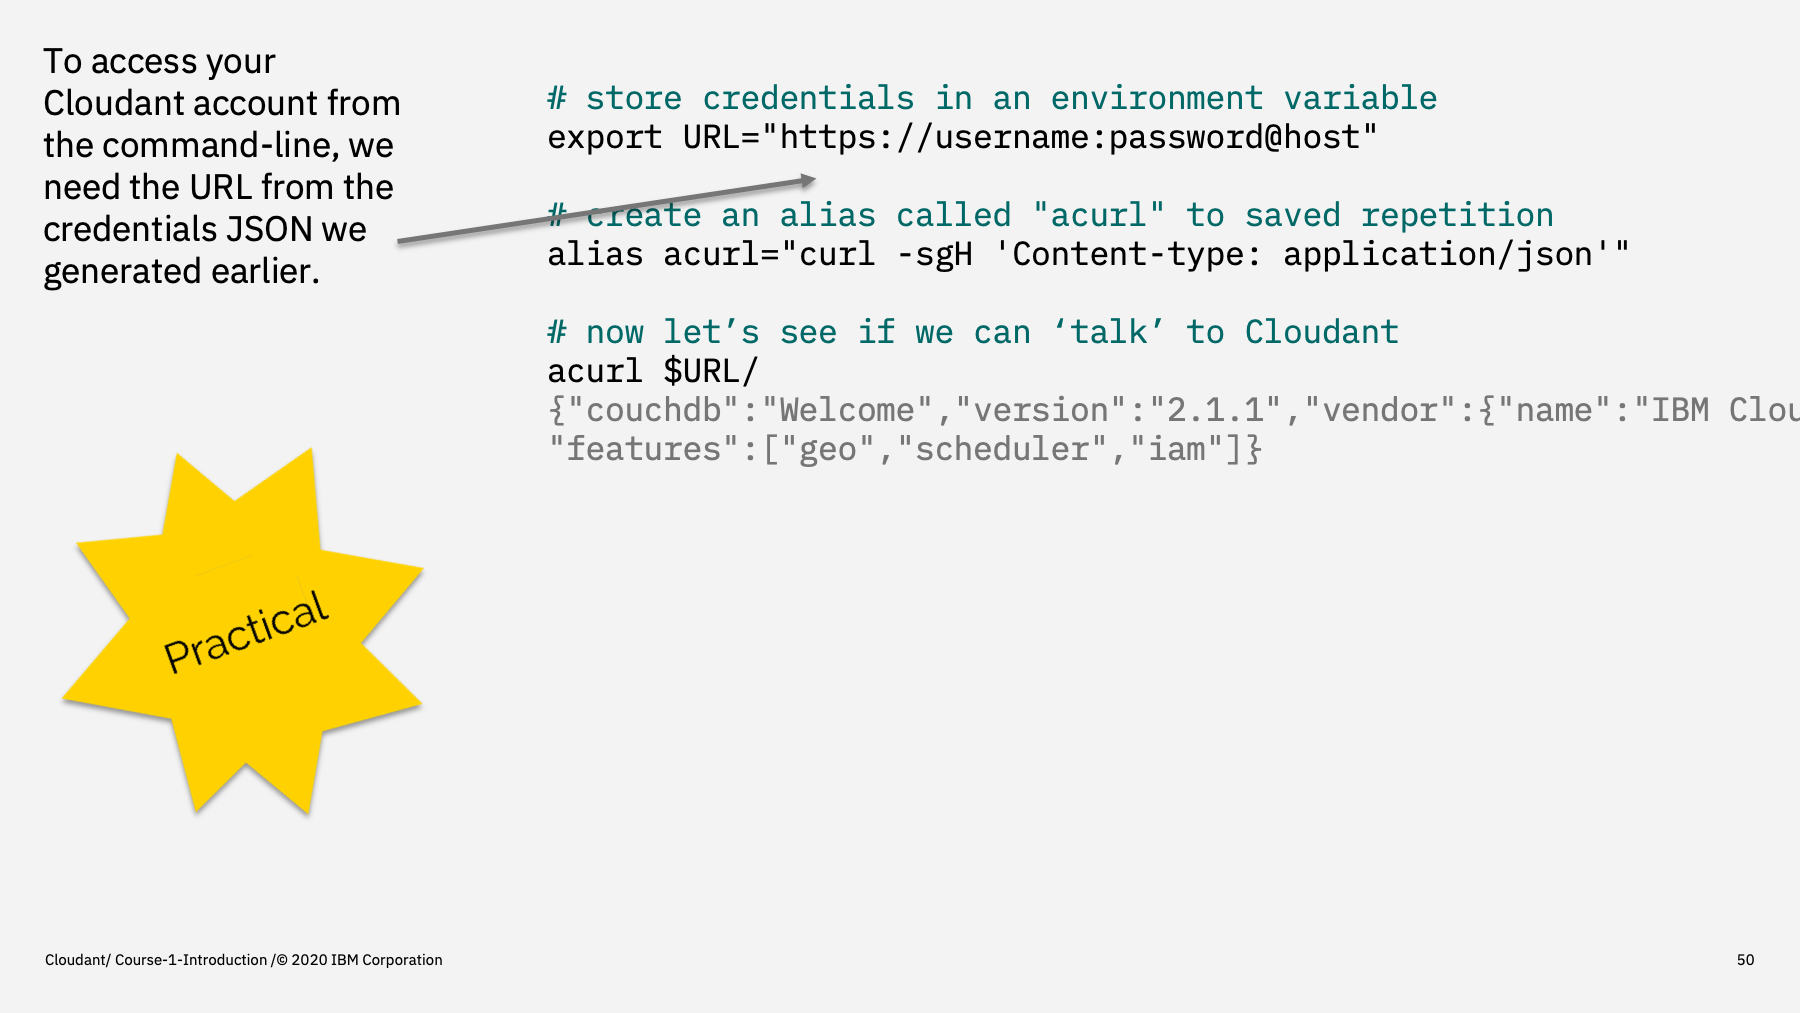 To access your
Cloudant account from
the command-line, we
need the URL from the
credentials JSON we
generated earlier.
# store credentials in an environment variable
export URL="https://username:password@host"
# create an alias called "acurl" to saved repetition
alias acurl="curl -sgH 'Content-type: application/json'"
# now let’s see if we can ‘talk’ to Cloudant
acurl $URL/
{"couchdb":"Welcome","version":"2.1.1","vendor":{"name":"IBM Clou
"features":["geo","scheduler","iam"]}
Practical
Cloudant/ Course-1-Introduction /© 2020 IBM Corporation
50